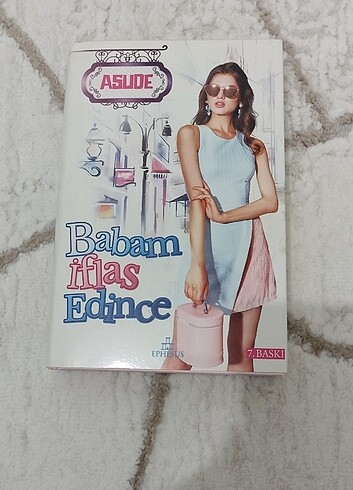 ASUDE
Babam
iflas
Edince
EPHESUS
7. BASKI